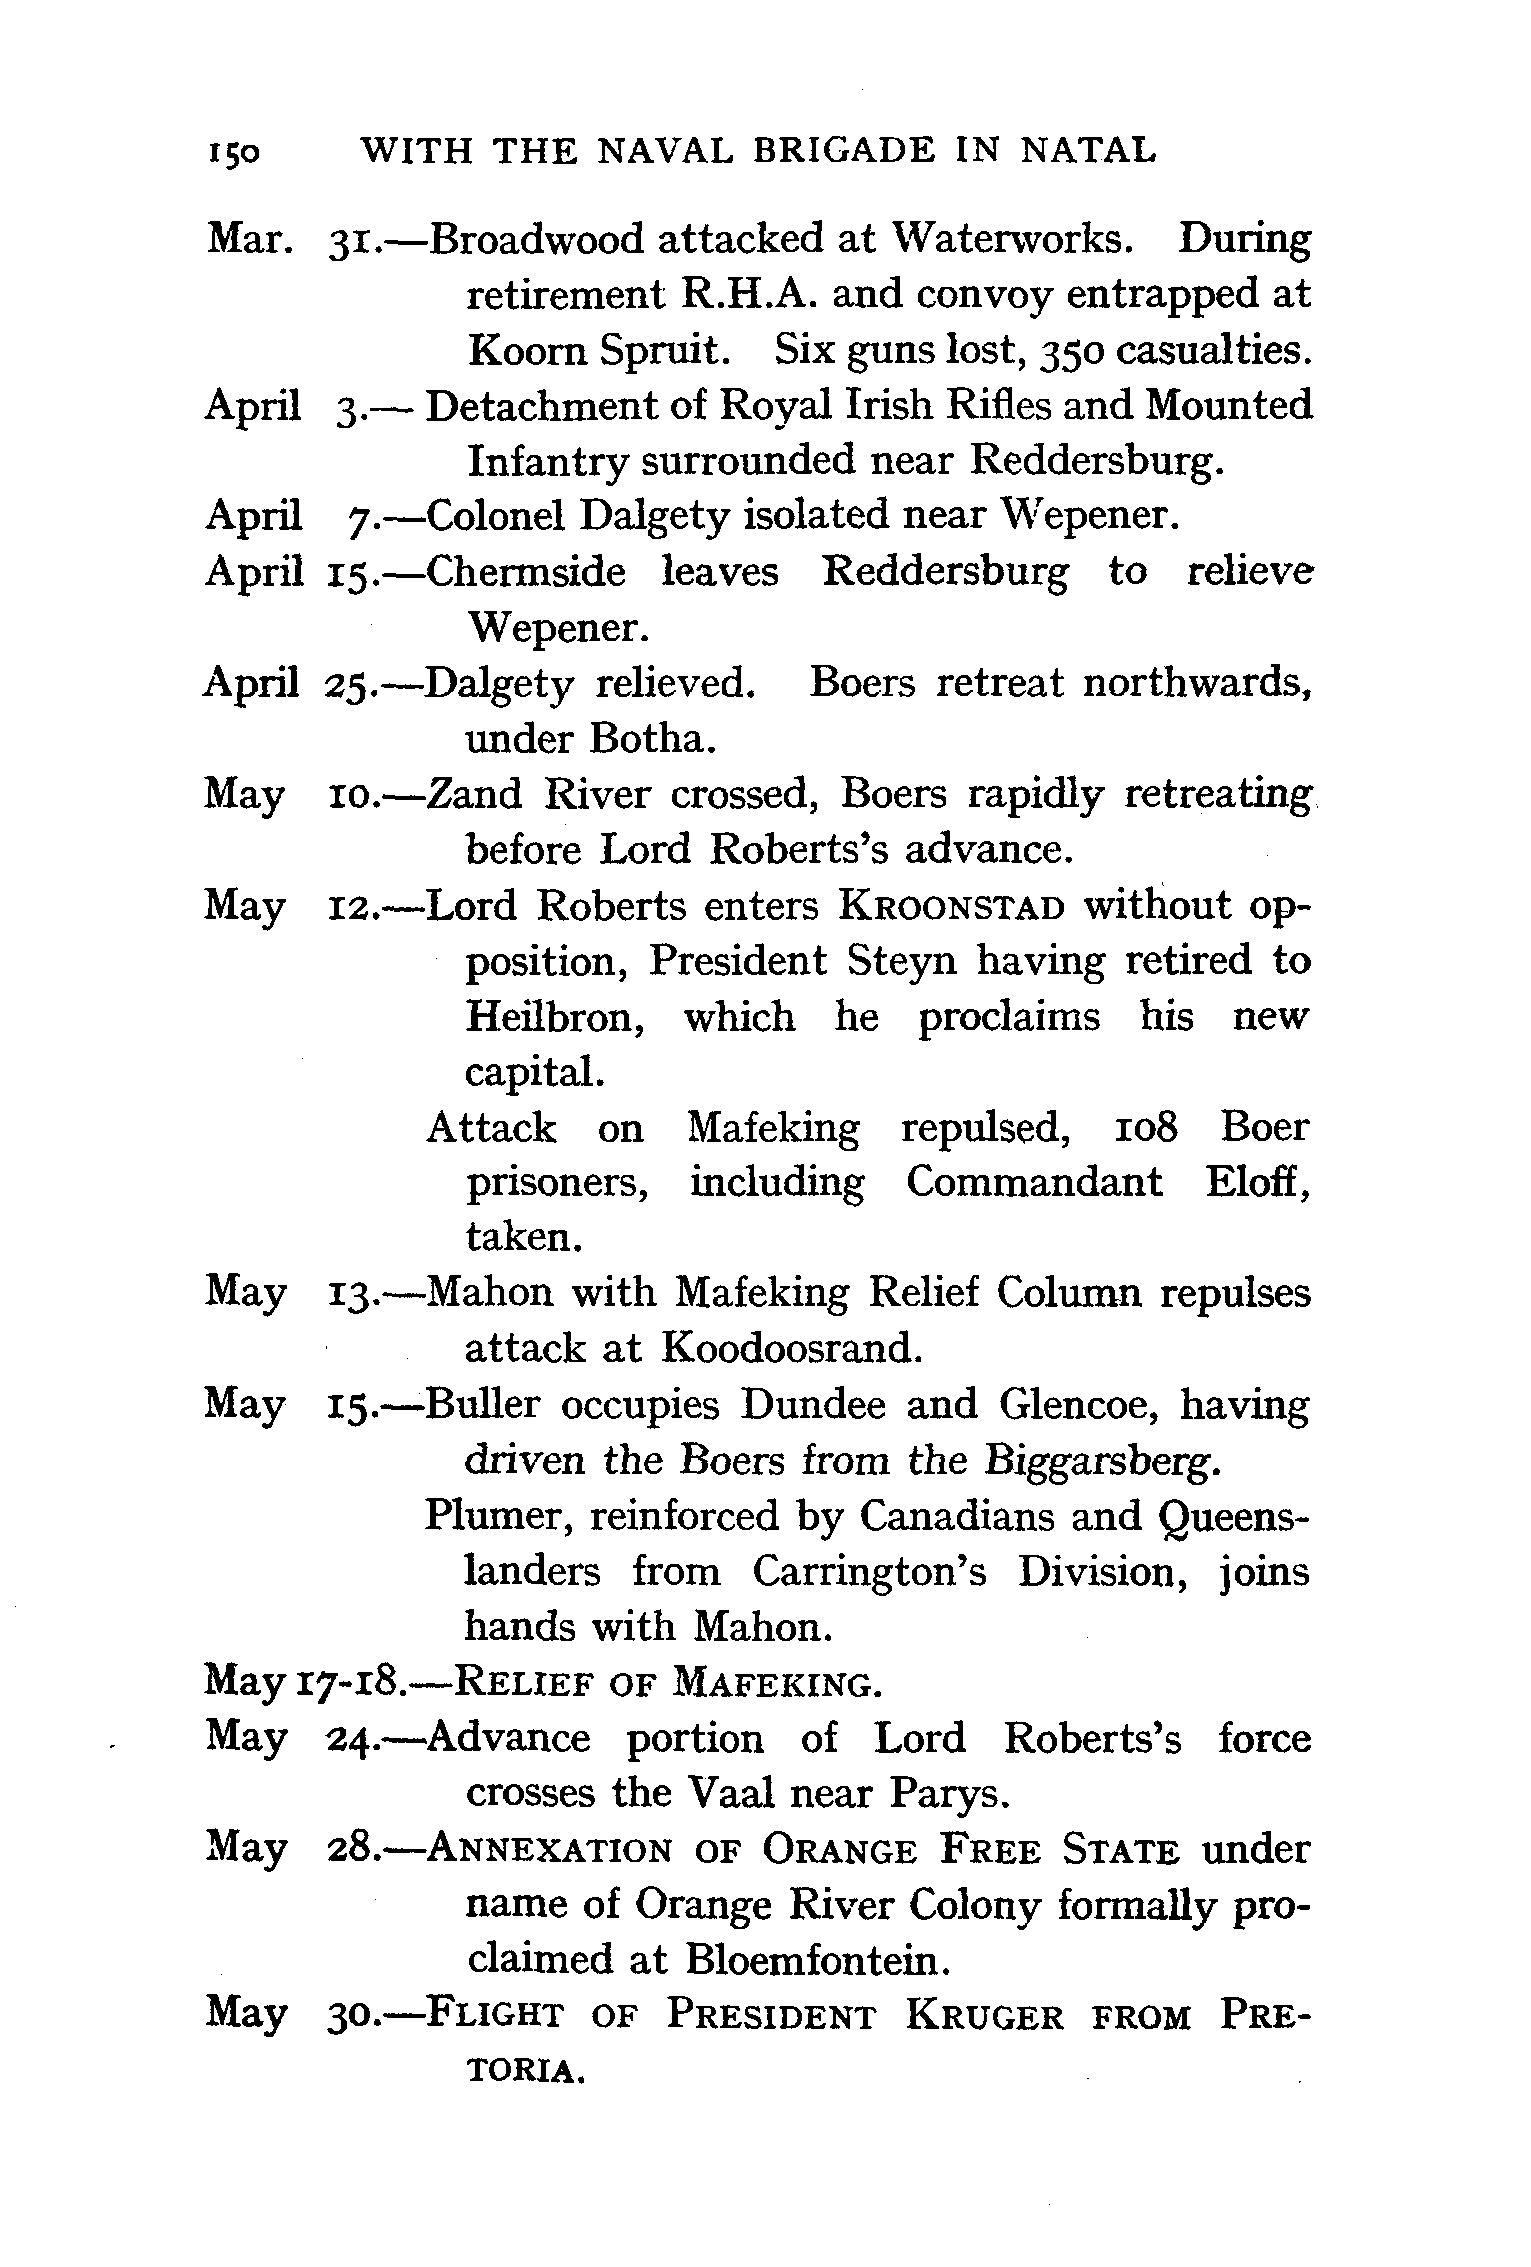 150 WITH THE NAVAL BRIGADE IN NATAL
Mar. 31.—Broadwood attacked at Waterworks. During
retirement R.H.A. and convoy entrapped at
Koorn Spruit. Six guns lost, 350 casualties.
April 3.— Detachment of Royal Irish Rifles and Mounted
Infantry surrounded near Reddersburg.
April 7.—Colonel Dalgety isolated near Wepener.
April 15.—Chermside leaves Reddersburg to relieve
Wepener.
April 25.—Dalgety relieved. Boers retreat northwards,
under Botha.
May 10.—Zand River crossed, Boers rapidly retreating
before Lord Roberts's advance.
May 12.—Lord Roberts enters KROONSTAD without op-
position, President Steyn having retired to
Heilbron, which he proclaims his new
capital.
Attack on Mafeking repulsed, 108 Boer
prisoners, including Commandant Eloff,
taken.
May 13.—Mahon with Mafeking Relief Column repulses
attack at Koodoosrand.
May 15.—Buller occupies Dundee and Glencoe, having
driven the Boers from the Biggarsberg.
Plumer, reinforced by Canadians and Queens-
landers from Carrington's Division, joins
hands with Mahon.
May 17-18.—RELIEF OF MAFEKING.
May 24.—Advance portion of Lord Roberts's force
crosses the Vaal near Parys.
May 28.—ANNEXATION OF ORANGE FREE STATE under
name of Orange River Colony formally pro-
claimed at Bloemfontein.
May 30.—FLIGHT OF PRESIDENT KRUGER FROM PRE-
TORIA.